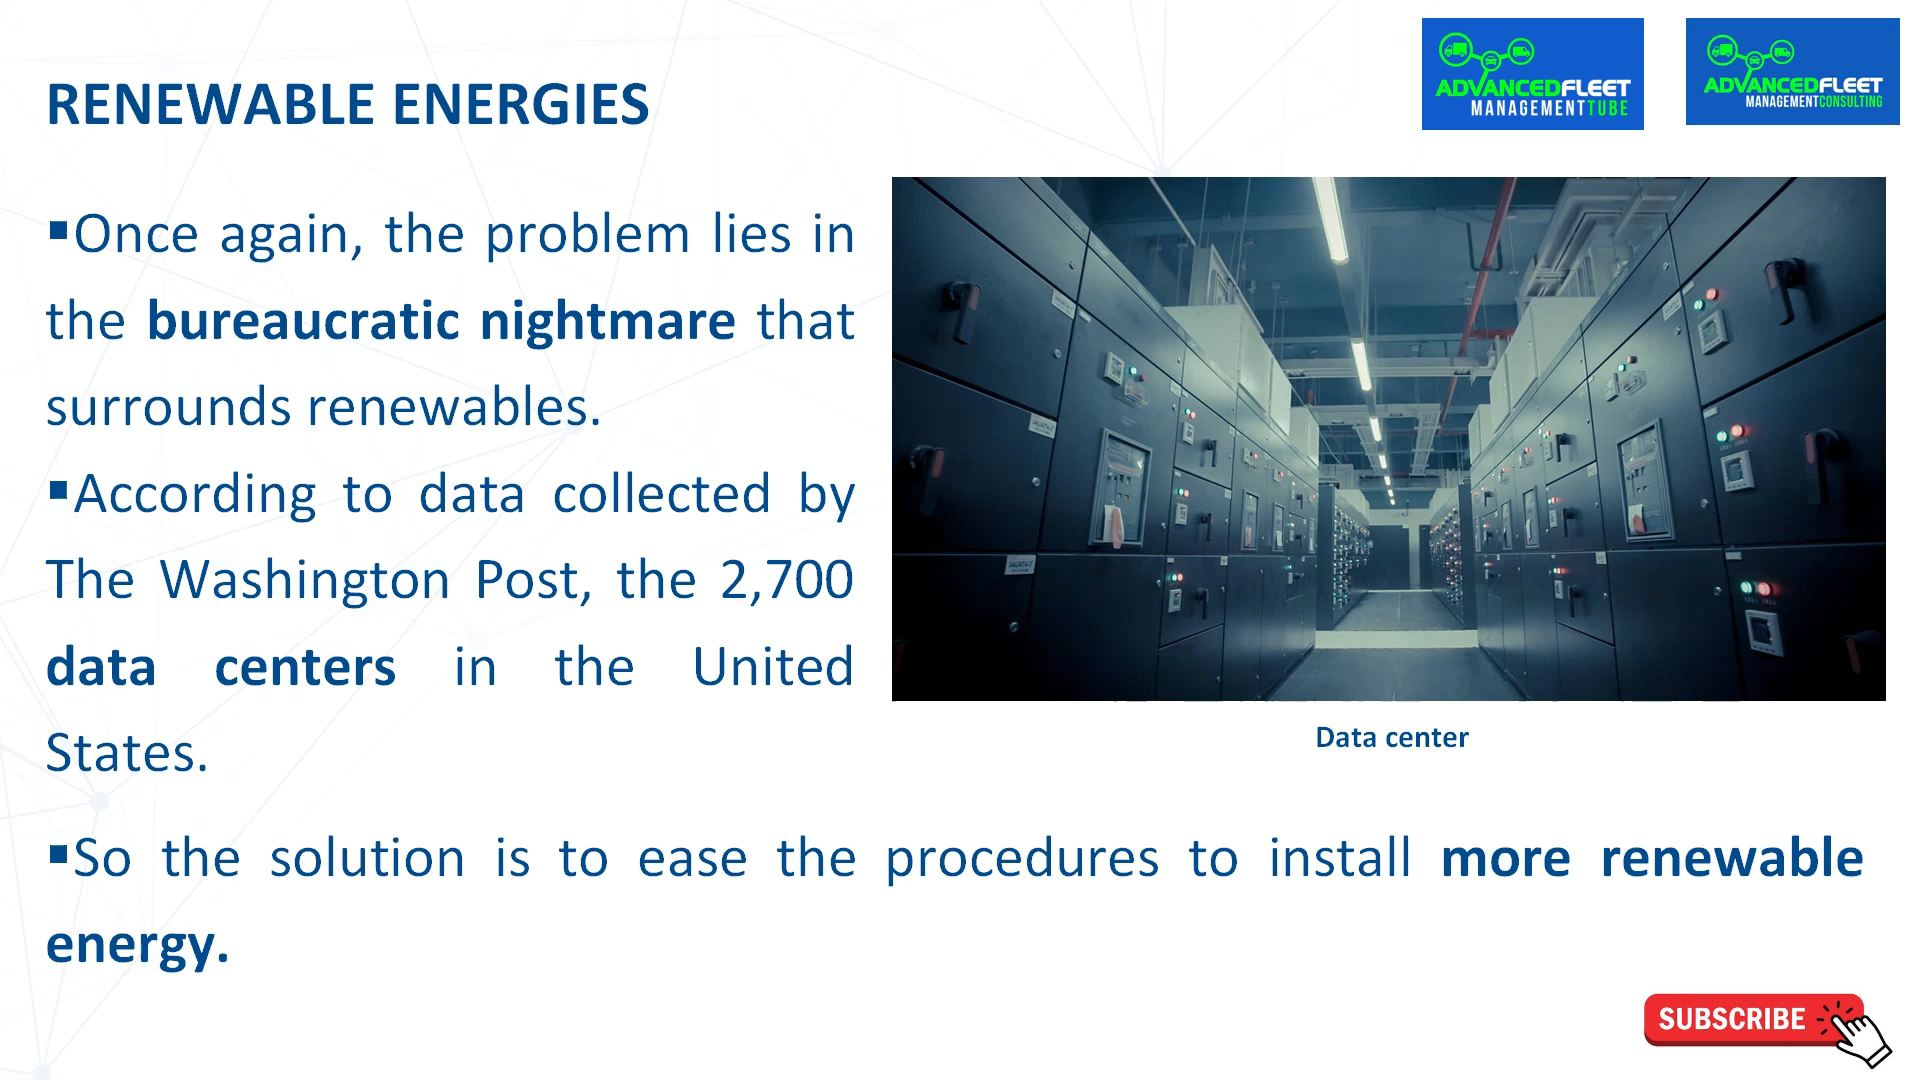 RENEWABLE ENERGIES
ADVANCEDFLEET
MANAGEMENTTUBE
ADVANCEDFLEET
MANAGEMENTCONSULTING
▪Once again, the problem lies in
the bureaucratic nightmare that
surrounds renewables.
▪According to data collected by
The Washington Post, the 2,700
data centers in the United
States.
Data center
▪So the solution is to ease the procedures to install more renewable
energy.
SUBSCRIBE